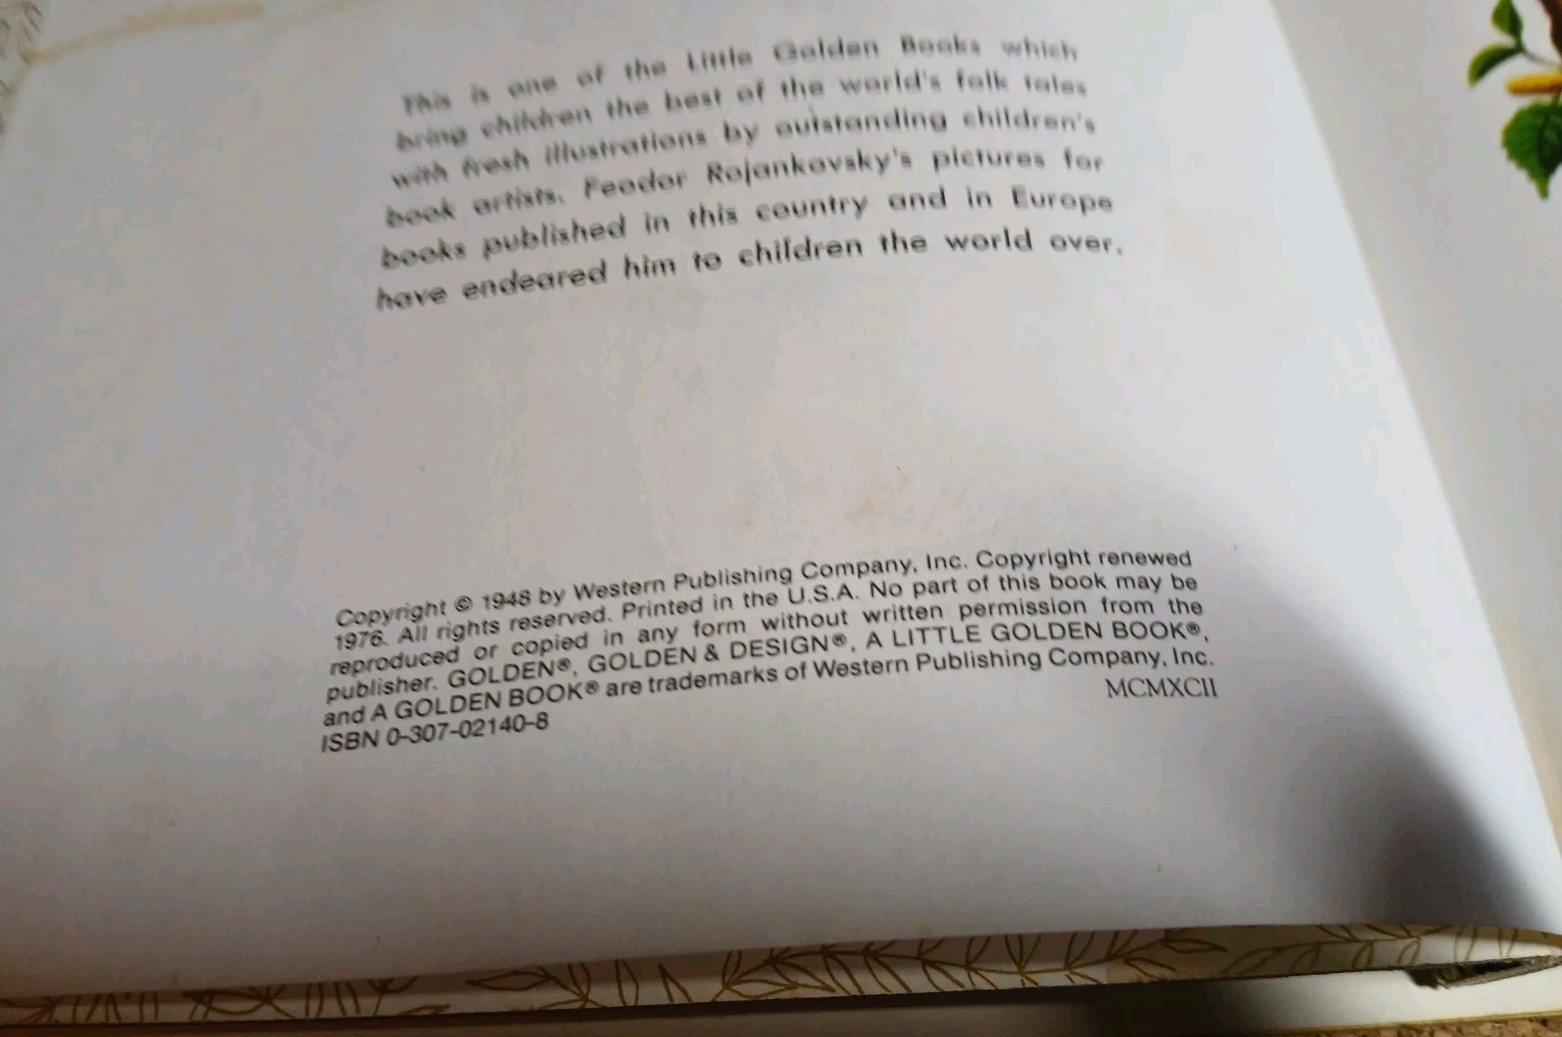 This is one of the Little Golden Books which
bring children the best of the world's folk tales
with fresh illustrations by outstanding children's
book artists. Feodor Rojankovsky's pictures for
books published in this country and in Europe
have endeared him to children the world over.
Copyright © 1948 by Western Publishing Company, Inc. Copyright renewed
1976. All rights reserved. Printed in the U.S.A. No part of this book may be
reproduced or copied in any form without written permission from the
publisher. GOLDEN®, GOLDEN & DESIGN®, A LITTLE GOLDEN BOOK®,
and A GOLDEN BOOK® are trademarks of Western Publishing Company, Inc.
ISBN 0-307-02140-8 MCMXCII